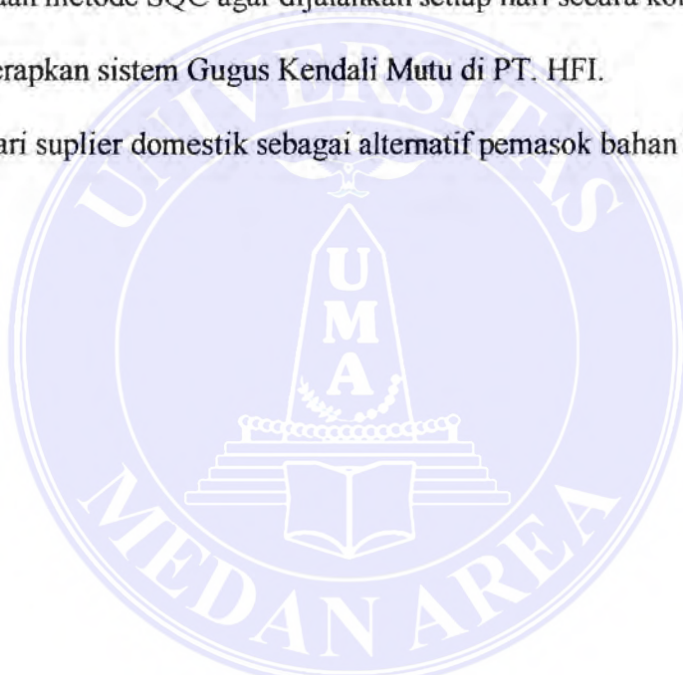 dan metode SQC agar dijalankan setiap hari secara
erapkan sistem Gugus Kendali Mutu di PT. HFI.
ari suplier domestik sebagai alternatif pemasok bahan
UNIVERSITAS
U
M
A
MEDAN AREA